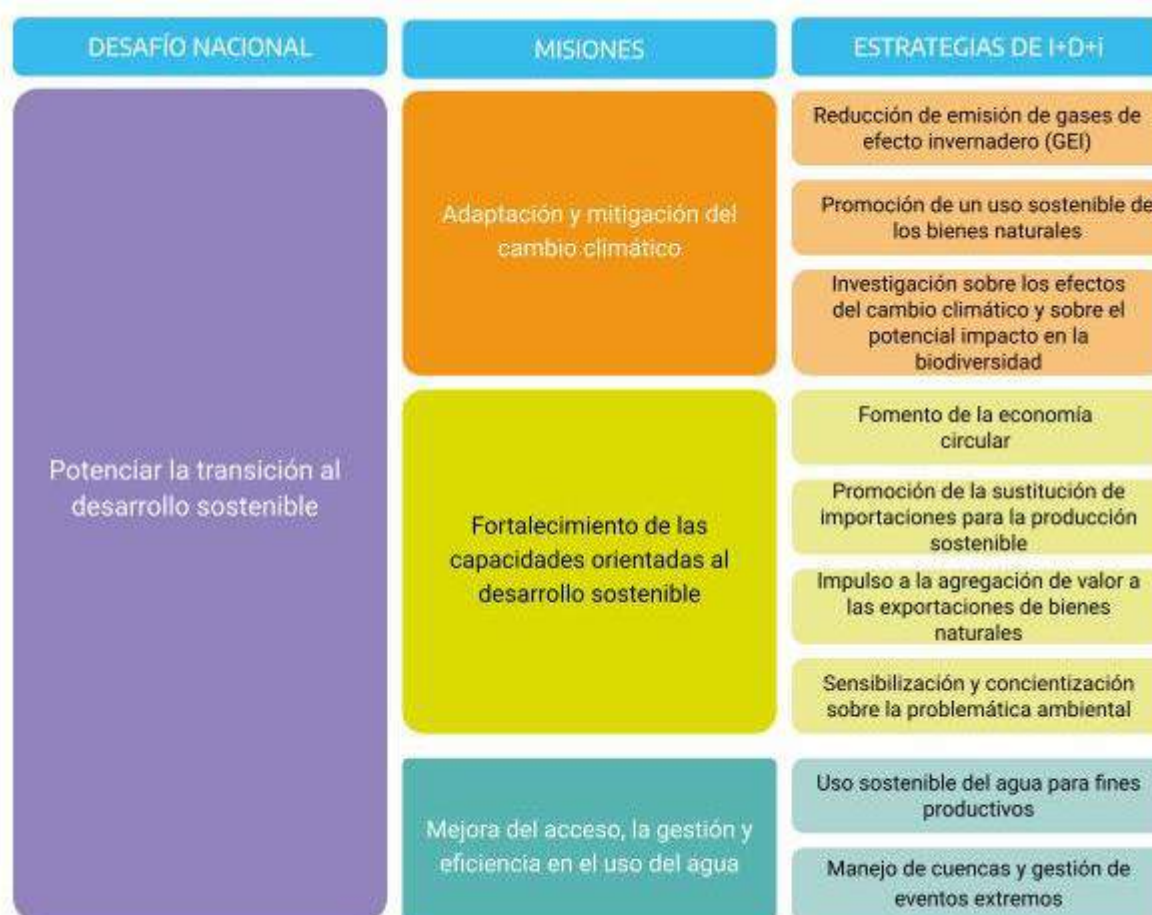 DESAFÍO NACIONAL
MISIONES
ESTRATEGIAS DE I+D+i
Potenciar la transición al
desarrollo sostenible
Adaptación y mitigación del
cambio climático
Reducción de emisión de gases de
efecto invernadero (GEI)
Promoción de un uso sostenible de
los bienes naturales
Investigación sobre los efectos
del cambio climático y sobre el
potencial impacto en la
biodiversidad
Fortalecimiento de las
capacidades orientadas al
desarrollo sostenible
Fomento de la economía
circular
Promoción de la sustitución de
importaciones para la producción
sostenible
Impulso a la agregación de valor a
las exportaciones de bienes
naturales
Sensibilización y concientización
sobre la problemática ambiental
Mejora del acceso, la gestión y
eficiencia en el uso del agua
Uso sostenible del agua para fines
productivos
Manejo de cuencas y gestión de
eventos extremos